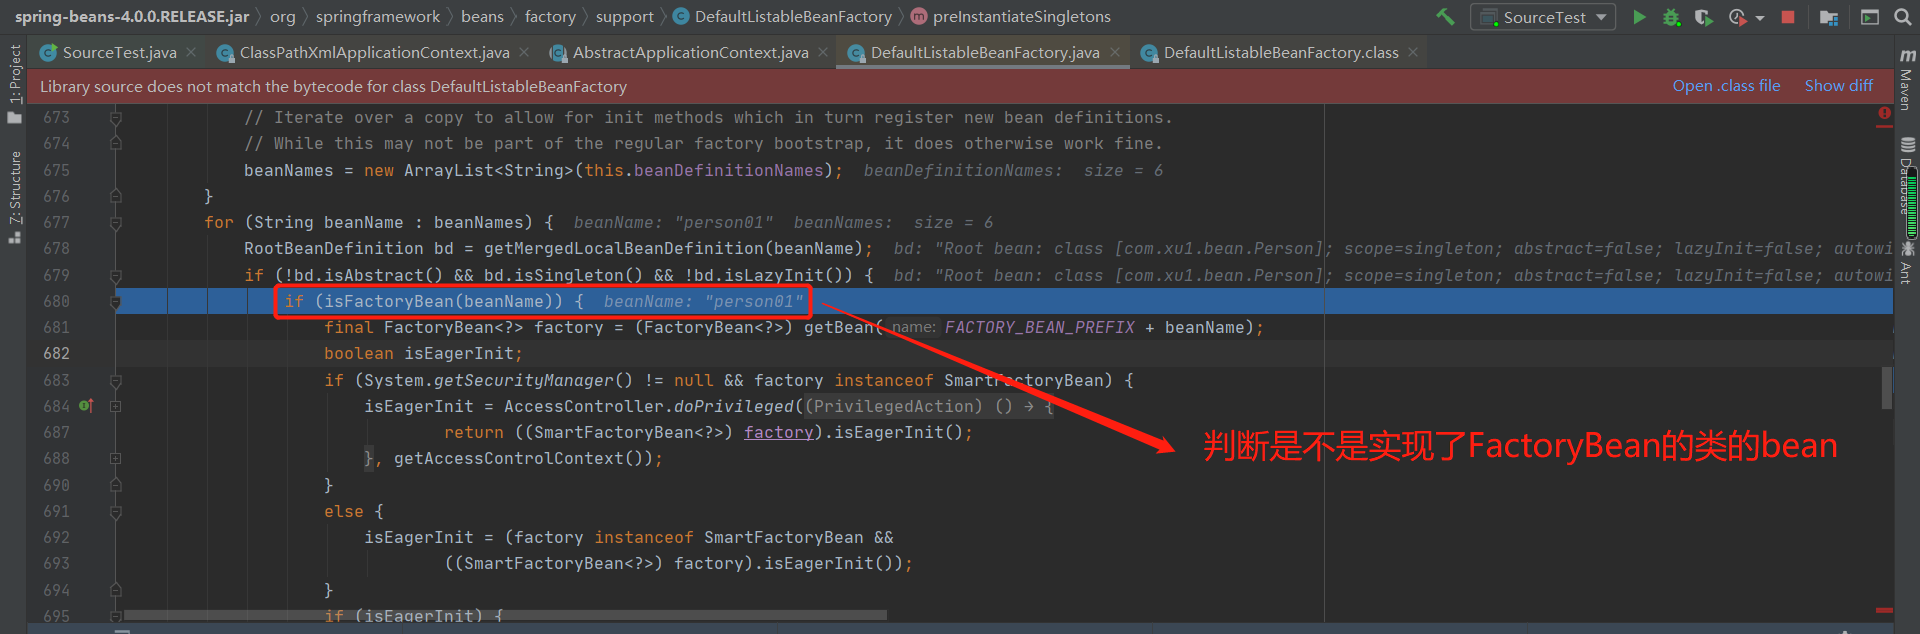 spring-beans-4.0.0.RELEASE.jar org springframework beans factory support DefaultListableBeanFactory preInstantiateSingletons SourceTest
SourceTest.java ClassPathXmlApplicationContext.java AbstractApplicationContext.java DefaultListableBeanFactory.java DefaultListableBeanFactory.class
Library source does not match the bytecode for class DefaultListableBeanFactory Open .class file Show diff
1: Project
7: Structure
673 // Iterate over a copy to allow for init methods which in turn register new bean definitions.
674 // While this may not be part of the regular factory bootstrap, it does otherwise work fine.
675 beanNames = new ArrayList<String>(this.beanDefinitionNames); beanDefinitionNames: size = 6
676 }
677 for (String beanName : beanNames) { beanName: "person01" beanNames: size = 6
678 RootBeanDefinition bd = getMergedLocalBeanDefinition(beanName); bd: "Root bean: class [com.xu1.bean.Person]; scope=singleton; abstract=false; lazyInit=false; autowi
679 if (!bd.isAbstract() && bd.isSingleton() && !bd.isLazyInit()) { bd: "Root bean: class [com.xu1.bean.Person]; scope=singleton; abstract=false; lazyInit=false; autowi
680 if (isFactoryBean(beanName)) { beanName: "person01"
681 final FactoryBean<?> factory = (FactoryBean<?>) getBean( name: FACTORY_BEAN_PREFIX + beanName);
682 boolean isEagerInit;
683 if (System.getSecurityManager() != null && factory instanceof SmartFactoryBean) {
684 isEagerInit = AccessController.doPrivileged((PrivilegedAction) () → {
687 return ((SmartFactoryBean<?>) factory).isEagerInit();
688 }, getAccessControlContext());
690 }
691 else {
692 isEagerInit = (factory instanceof SmartFactoryBean &&
693 ((SmartFactoryBean<?>) factory).isEagerInit());
694 }
695 if (isEagerInit) {
判断是不是实现了FactoryBean的类的bean
Maven
Database
Ant